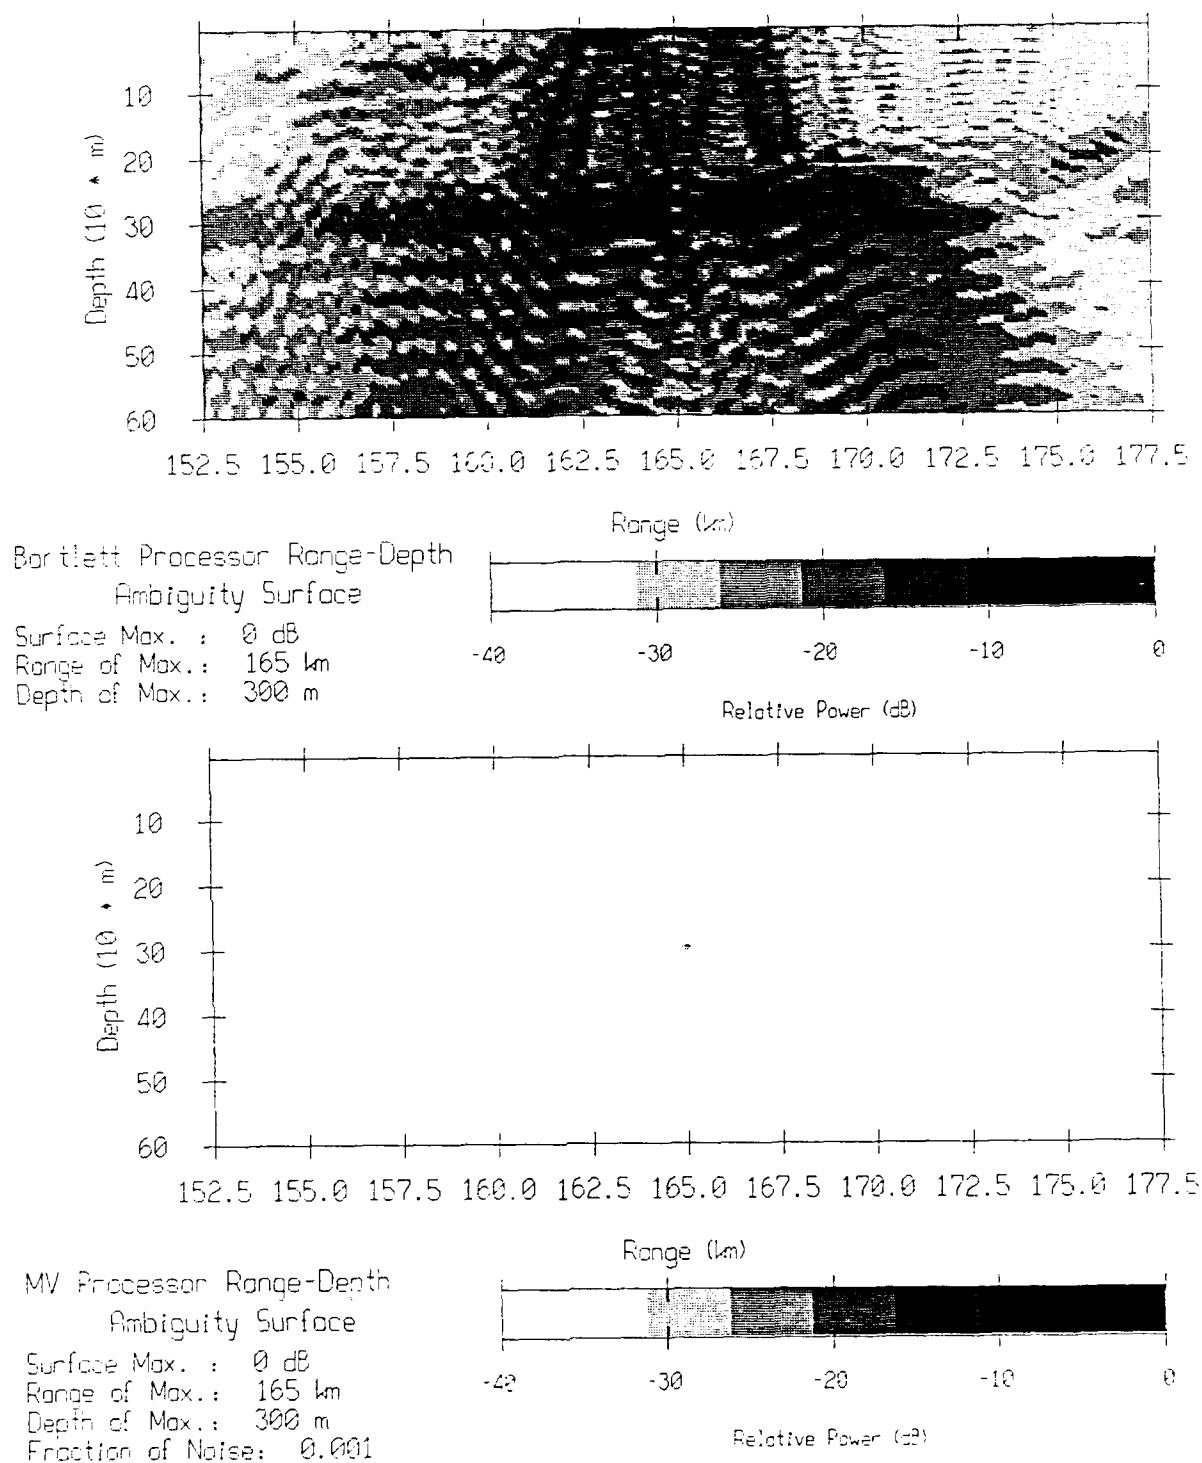 10
20
30
40
50
60
Depth (10 * m)
152.5 155.0 157.5 160.0 162.5 165.0 167.5 170.0 172.5 175.0 177.5
Range (km)
Bartlett Processor Range-Depth
Ambiguity Surface
Surface Max. : 0 dB
Range of Max.: 165 km
Depth of Max.: 300 m
-40 -30 -20 -10 0
Relative Power (dB)
10
20
30
40
50
60
Depth (10 * m)
152.5 155.0 157.5 160.0 162.5 165.0 167.5 170.0 172.5 175.0 177.5
Range (km)
MV Processor Range-Depth
Ambiguity Surface
Surface Max. : 0 dB
Range of Max.: 165 km
Depth of Max.: 300 m
Fraction of Noise: 0.001
-40 -30 -20 -10 0
Relative Power (dB)